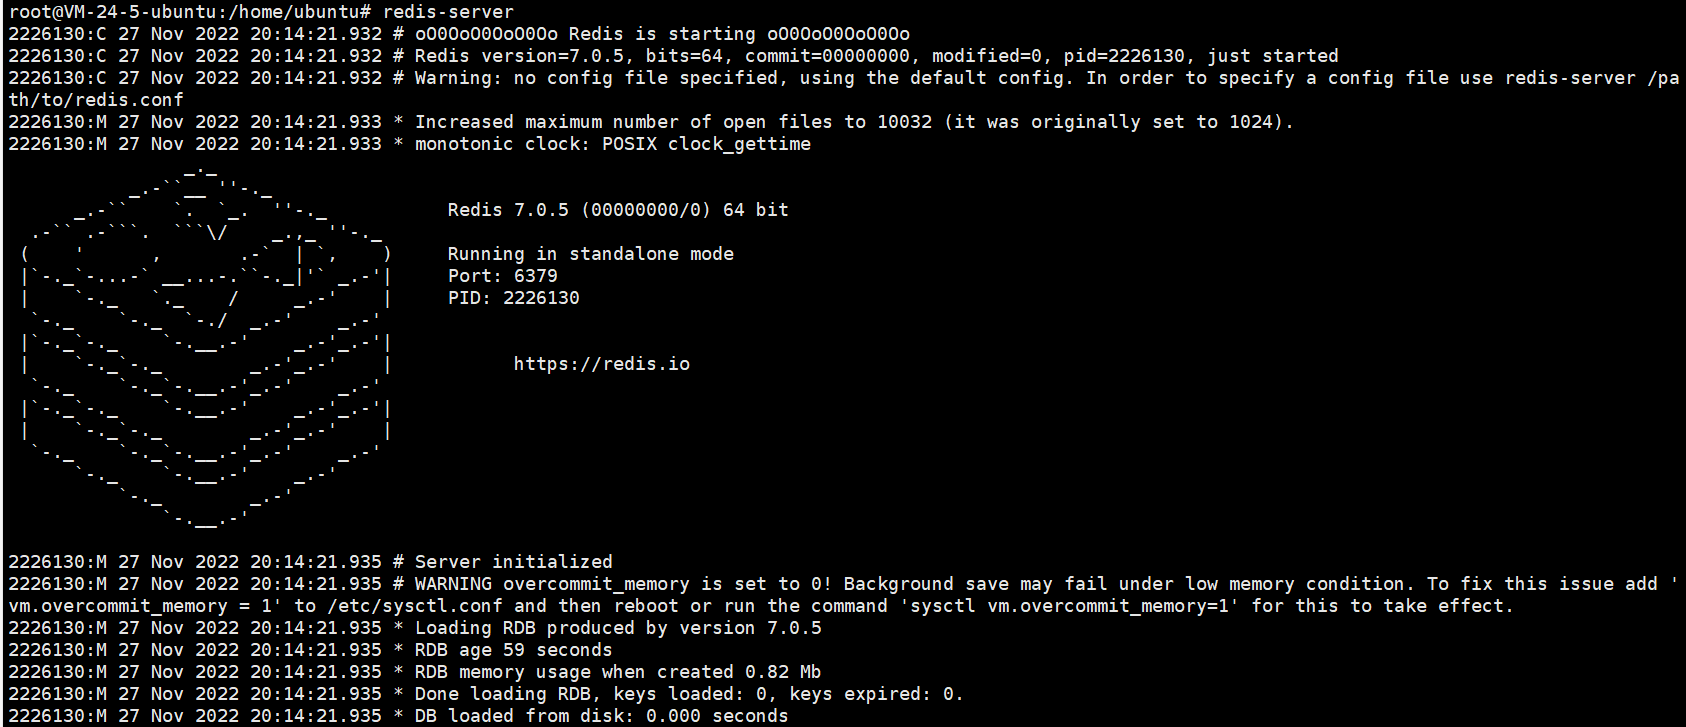 root@VM-24-5-ubuntu:/home/ubuntu# redis-server
2226130:C 27 Nov 2022 20:14:21.932 # oO0OoO0OoO0Oo Redis is starting oO0OoO0OoO0Oo
2226130:C 27 Nov 2022 20:14:21.932 # Redis version=7.0.5, bits=64, commit=00000000, modified=0, pid=2226130, just started
2226130:C 27 Nov 2022 20:14:21.932 # Warning: no config file specified, using the default config. In order to specify a config file use redis-server /pa
th/to/redis.conf
2226130:M 27 Nov 2022 20:14:21.933 * Increased maximum number of open files to 10032 (it was originally set to 1024).
2226130:M 27 Nov 2022 20:14:21.933 * monotonic clock: POSIX clock_gettime
Redis 7.0.5 (00000000/0) 64 bit
Running in standalone mode
Port: 6379
PID: 2226130
https://redis.io
2226130:M 27 Nov 2022 20:14:21.935 # Server initialized
2226130:M 27 Nov 2022 20:14:21.935 # WARNING overcommit_memory is set to 0! Background save may fail under low memory condition. To fix this issue add '
vm.overcommit_memory = 1' to /etc/sysctl.conf and then reboot or run the command 'sysctl vm.overcommit_memory=1' for this to take effect.
2226130:M 27 Nov 2022 20:14:21.935 * Loading RDB produced by version 7.0.5
2226130:M 27 Nov 2022 20:14:21.935 * RDB age 59 seconds
2226130:M 27 Nov 2022 20:14:21.935 * RDB memory usage when created 0.82 Mb
2226130:M 27 Nov 2022 20:14:21.935 * Done loading RDB, keys loaded: 0, keys expired: 0.
2226130:M 27 Nov 2022 20:14:21.935 * DB loaded from disk: 0.000 seconds